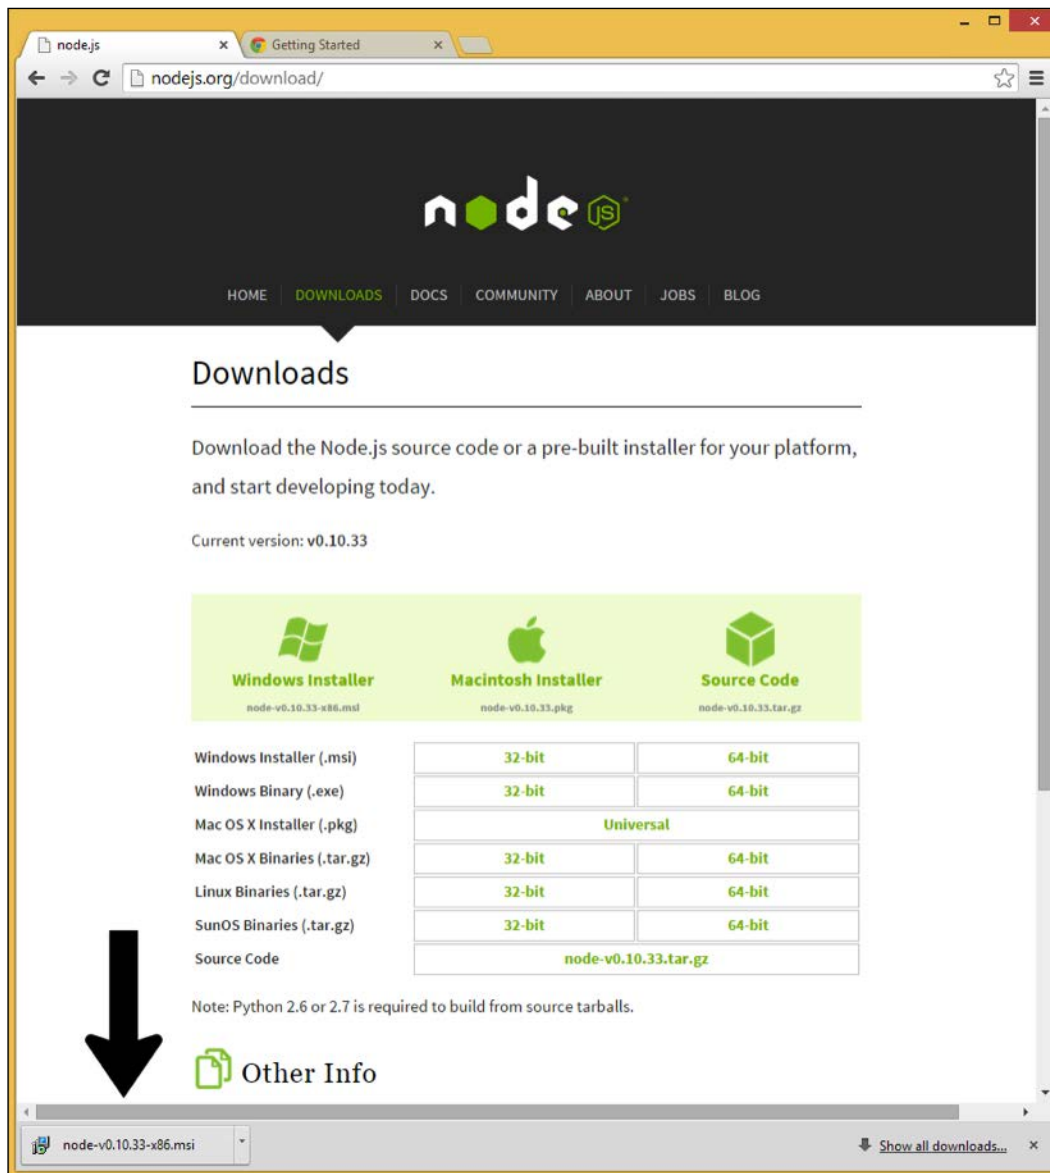 node.js
Getting Started
nodejs.org/download/
node JS
HOME DOWNLOADS DOCS COMMUNITY ABOUT JOBS BLOG
Downloads
Download the Node.js source code or a pre-built installer for your platform,
and start developing today.
Current version: v0.10.33
Windows Installer Macintosh Installer Source Code
node-v0.10.33-x86.msi node-v0.10.33.pkg node-v0.10.33.tar.gz
Windows Installer (.msi) 32-bit 64-bit
Windows Binary (.exe) 32-bit 64-bit
Mac OS X Installer (.pkg) Universal
Mac OS X Binaries (.tar.gz) 32-bit 64-bit
Linux Binaries (.tar.gz) 32-bit 64-bit
SunOS Binaries (.tar.gz) 32-bit 64-bit
Source Code node-v0.10.33.tar.gz
Note: Python 2.6 or 2.7 is required to build from source tarballs.
Other Info
node-v0.10.33-x86.msi Show all downloads...